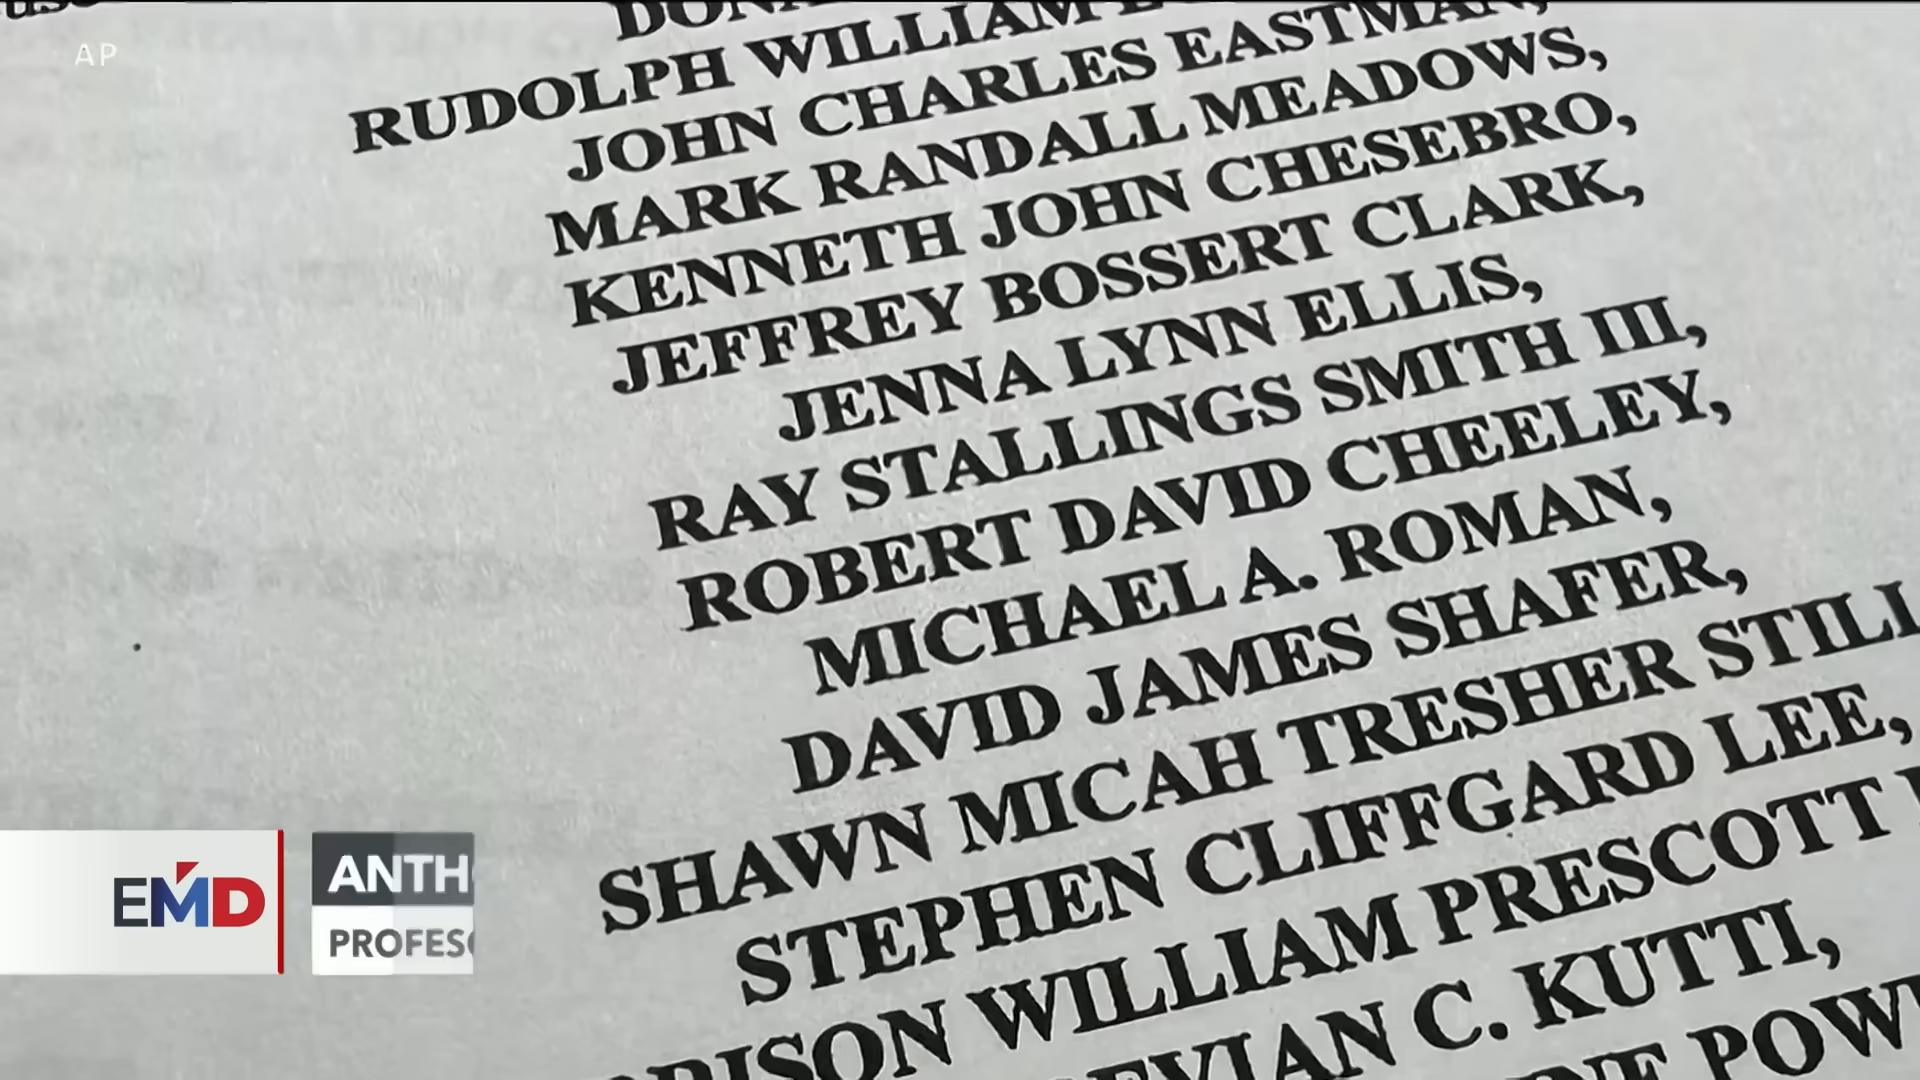 AP
RUDOLPH WILLIAM
JOHN CHARLES EASTMAN,
MARK RANDALL MEADOWS,
KENNETH JOHN CHESEBRO,
JEFFREY BOSSERT CLARK,
JENNA LYNN ELLIS,
RAY STALLINGS SMITH III,
ROBERT DAVID CHEELEY,
MICHAEL A. ROMAN,
DAVID JAMES SHAFER,
SHAWN MICAH TRESHER STILL
STEPHEN CLIFFGARD LEE,
WILLIAM PRESCOTT
C. KUTTI,
EMD
ANTH
PROFES